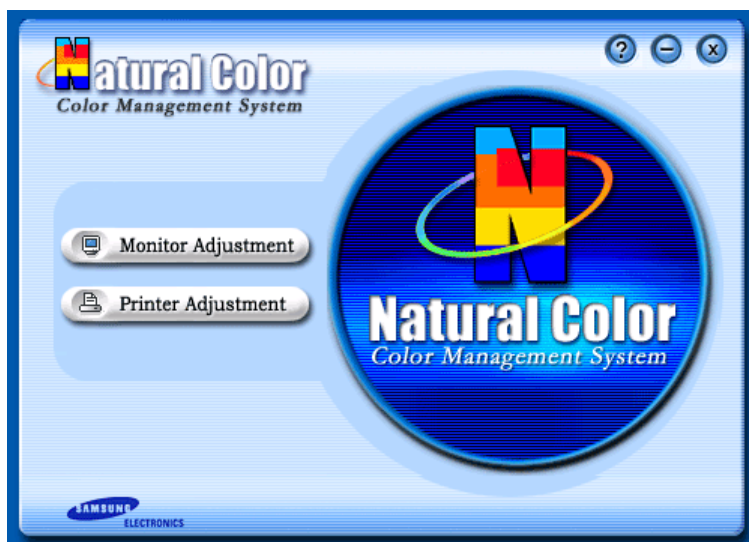 Natural Color
Color Management System
? − x
Monitor Adjustment
Printer Adjustment
N
Natural Color
Color Management System
SAMSUNG
ELECTRONICS